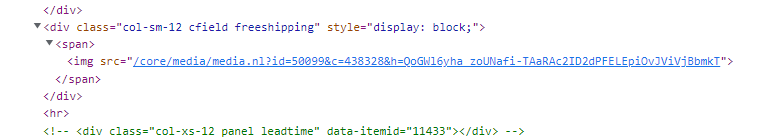 </div>
▼<div class="col-sm-12 cfield freeshipping" style="display: block;">
▼<span>
<img src="/core/media/media.nl?id=50099&c=438328&h=QoGWl6yha_zoUNafi-TAaRAc2ID2dPFELEpiOvJViVjBbmkT">
</span>
</div>
<hr>
<!-- <div class="col-xs-12 panel leadtime" data-itemid="11433"></div> -->